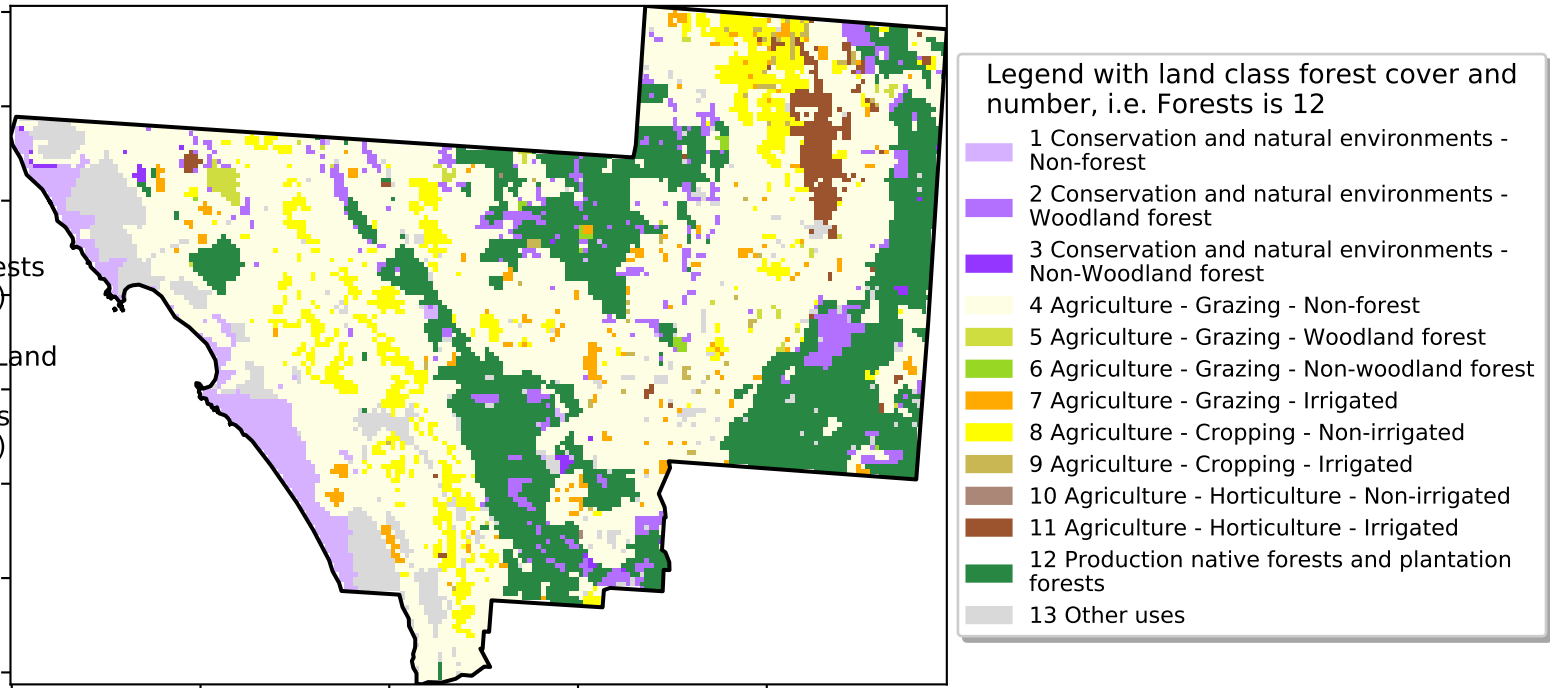 ests
)
and
s
)
Legend with land class forest cover and
number, i.e. Forests is 12
1 Conservation and natural environments -
Non-forest
2 Conservation and natural environments -
Woodland forest
3 Conservation and natural environments -
Non-Woodland forest
4 Agriculture - Grazing - Non-forest
5 Agriculture - Grazing - Woodland forest
6 Agriculture - Grazing - Non-woodland forest
7 Agriculture - Grazing - Irrigated
8 Agriculture - Cropping - Non-irrigated
9 Agriculture - Cropping - Irrigated
10 Agriculture - Horticulture - Non-irrigated
11 Agriculture - Horticulture - Irrigated
12 Production native forests and plantation
forests
13 Other uses